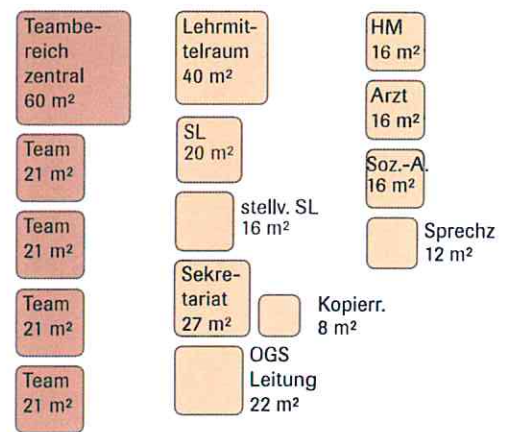 Teambe-
reich
zentral
60 m²
Team
21 m²
Team
21 m²
Team
21 m²
Team
21 m²
Lehrmit-
telraum
40 m²
SL
20 m²
stellv. SL
16 m²
Sekre-
tariat
27 m²
Kopierr.
8 m²
OGS
Leitung
22 m²
HM
16 m²
Arzt
16 m²
Soz.-A.
16 m²
Sprechz
12 m²